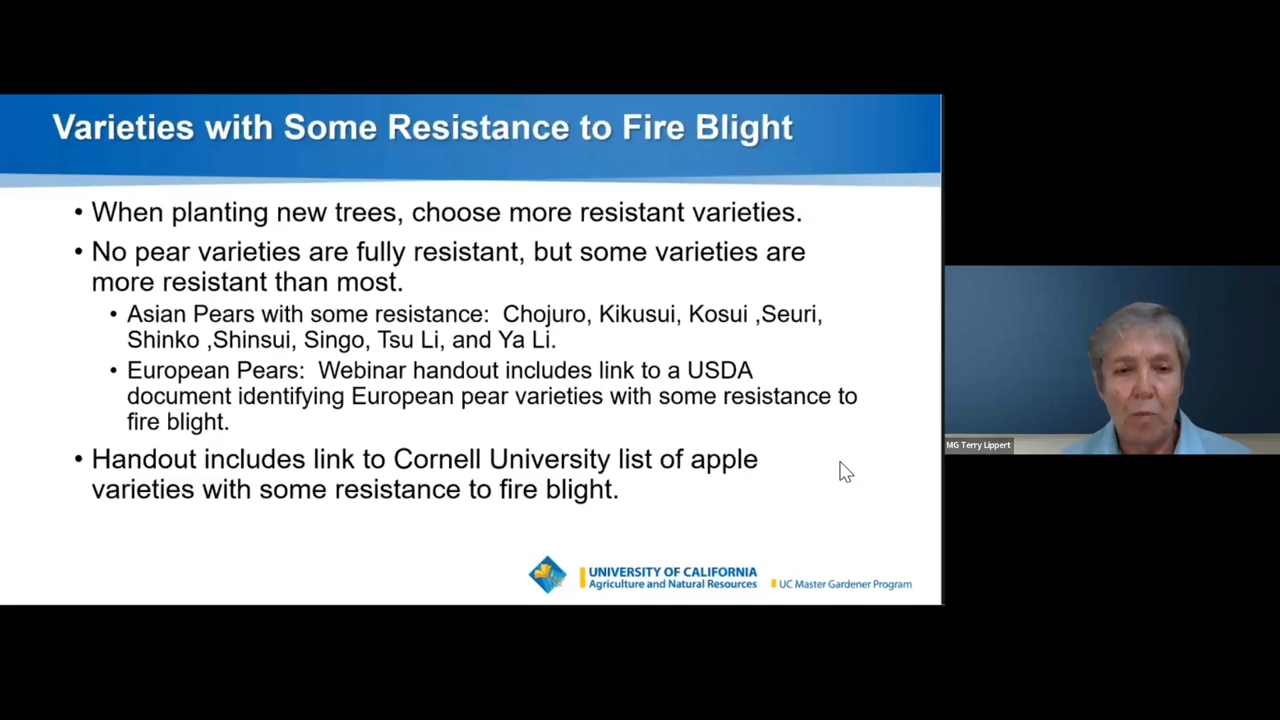 Varieties with Some Resistance to Fire Blight
• When planting new trees, choose more resistant varieties.
• No pear varieties are fully resistant, but some varieties are
more resistant than most.
• Asian Pears with some resistance:  Chojuro, Kikusui, Kosui ,Seuri,
Shinko ,Shinsui, Singo, Tsu Li, and Ya Li.
• European Pears:  Webinar handout includes link to a USDA
document identifying European pear varieties with some resistance to
fire blight.
• Handout includes link to Cornell University list of apple
varieties with some resistance to fire blight.
MG Terry Lippert
UNIVERSITY OF CALIFORNIA
Agriculture and Natural Resources
UC Master Gardener Program